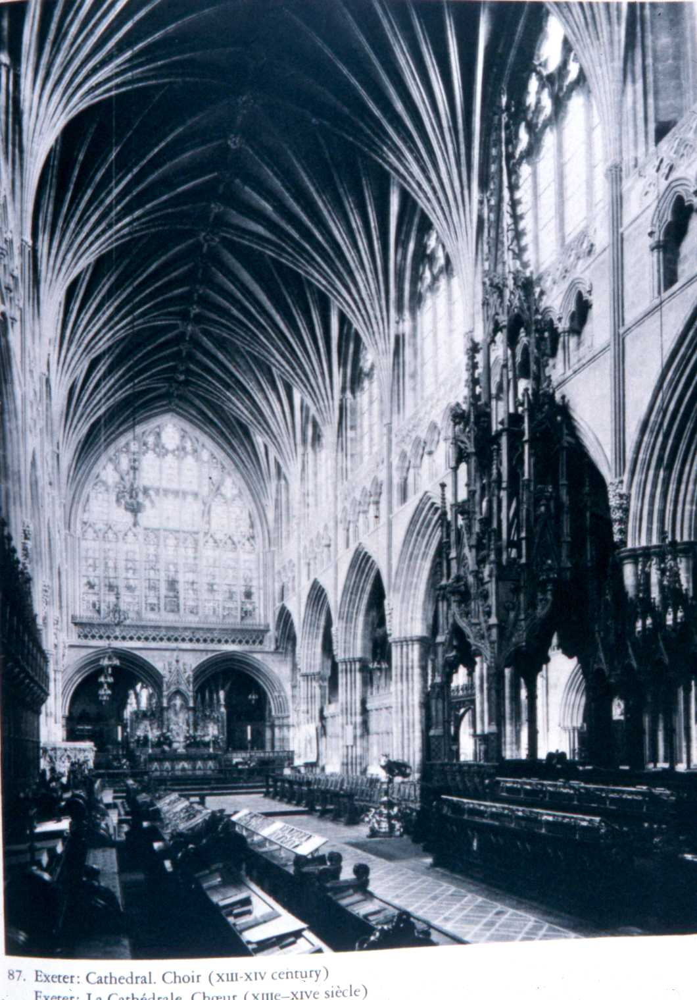 87. Exeter: Cathedral. Choir (XIII-XIV century)
Exeter: La Cathédrale. Chœur (XIIIe–XIVe siècle)